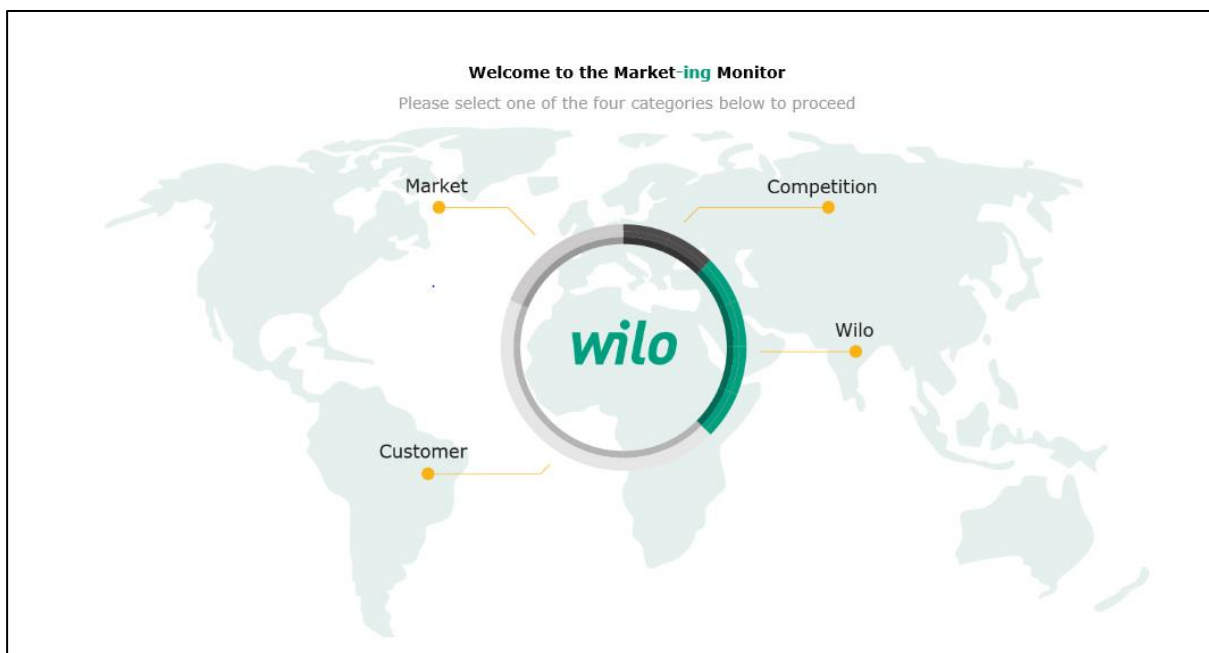 Welcome to the Market-ing Monitor
Please select one of the four categories below to proceed
Market
Competition
wilo
Wilo
Customer